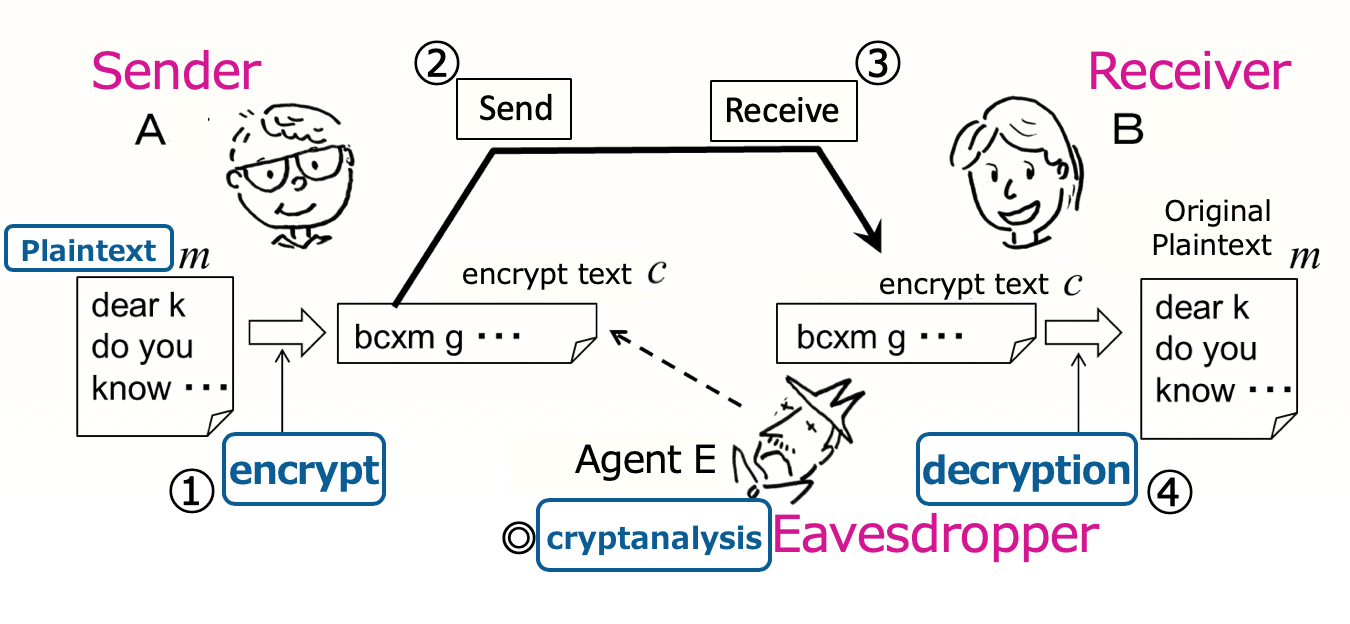 Sender
A
②
Send
Receive
③
Receiver
B
Plaintext m
dear k
do you
know ···
encrypt text c
bcxm g ···
encrypt text c
bcxm g ···
Original
Plaintext m
dear k
do you
know ···
① encrypt
Agent E
◎ cryptanalysis
Eavesdropper
decryption ④